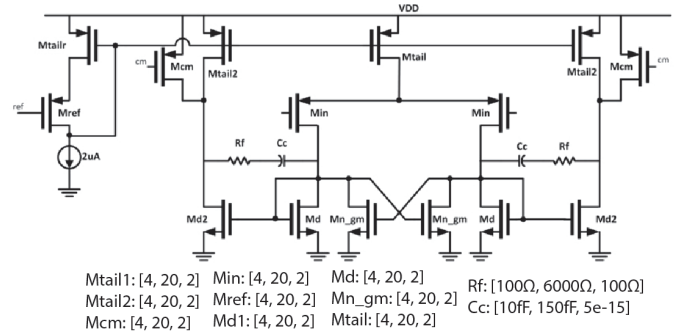 VDD
Mtailr
cm
Mcm
Mtail2
Mtail
Mtail2
Mcm
cm
ref
Mref
Min
Min
2uA
Rf
Cc
Cc
Rf
Md2
Md
Mn_gm
Mn_gm
Md
Md2
Mtail1: [4, 20, 2] Min: [4, 20, 2] Md: [4, 20, 2] Rf: [100Ω, 6000Ω, 100Ω]
Mtail2: [4, 20, 2] Mref: [4, 20, 2] Mn_gm: [4, 20, 2] Cc: [10fF, 150fF, 5e-15]
Mcm: [4, 20, 2] Md1: [4, 20, 2] Mtail: [4, 20, 2]